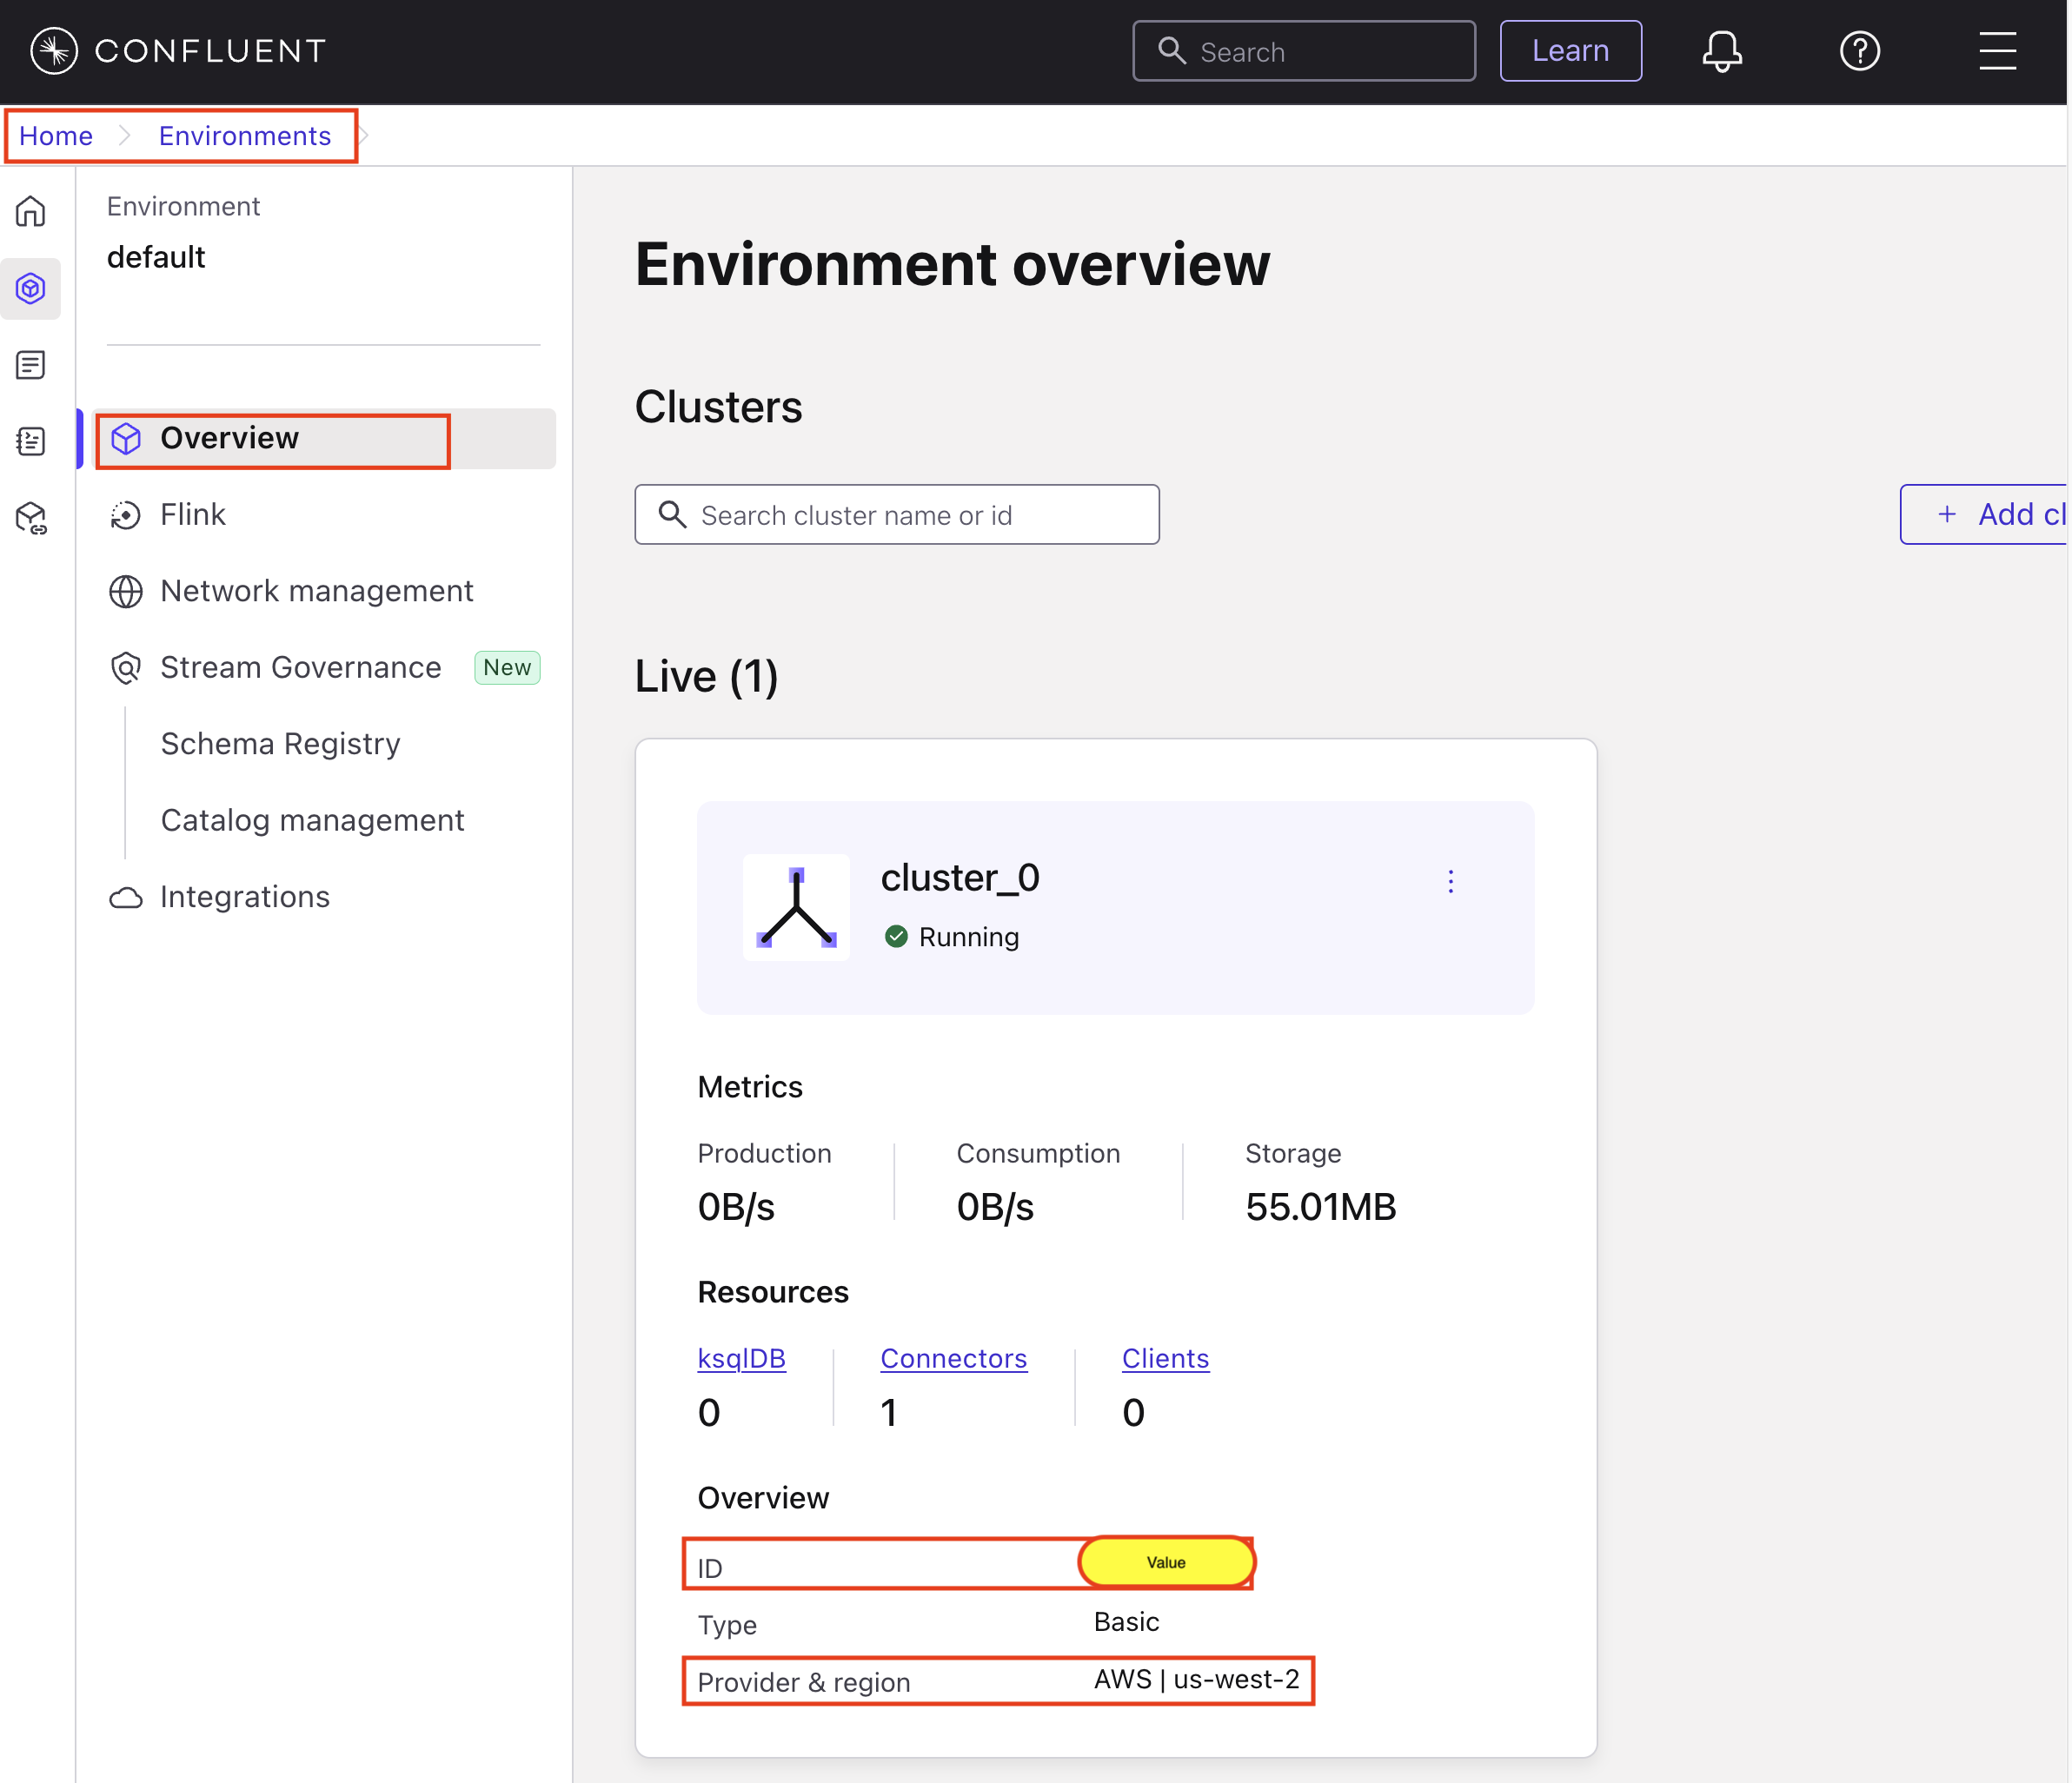 CONFLUENT
Search
Learn
Home
Environments
Environment
default
Overview
Flink
Network management
Stream Governance New
Schema Registry
Catalog management
Integrations
Environment overview
Clusters
Search cluster name or id
+ Add cl
Live (1)
cluster_0
Running
Metrics
Production Consumption Storage
0B/s 0B/s 55.01MB
Resources
ksqlDB Connectors Clients
0 1 0
Overview
ID Value
Type Basic
Provider & region AWS | us-west-2